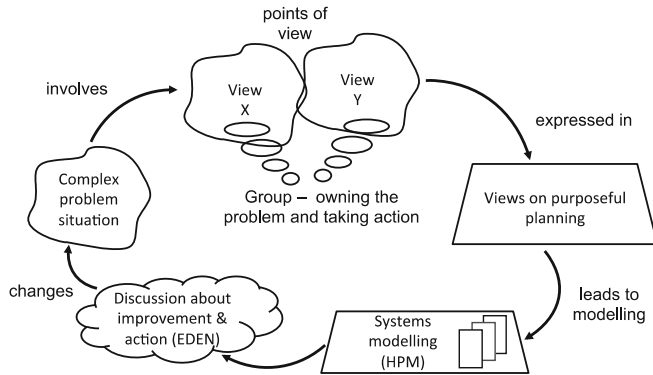 points of
view
involves
View
X
View
Y
expressed in
Complex
problem
situation
Group – owning the
problem and taking action
Views on purposeful
planning
changes
Discussion about
improvement &
action (EDEN)
Systems
modelling
(HPM)
leads to
modelling